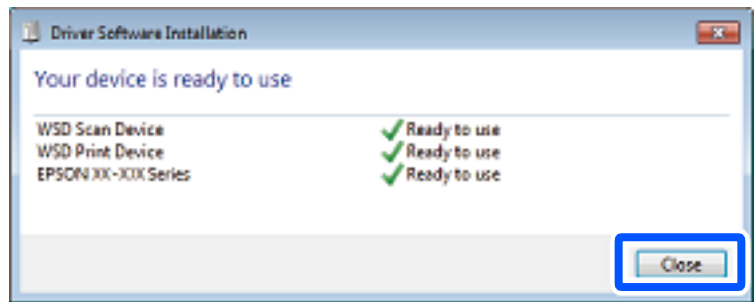 Driver Software Installation
Your device is ready to use
WSD Scan Device Ready to use
WSD Print Device Ready to use
EPSON XX-XXX Series Ready to use
Close